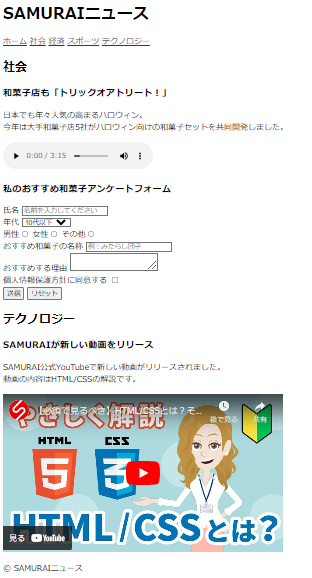 SAMURAIニュース
ホーム 社会 経済 スポーツ テクノロジー
社会
和菓子店も「トリックオアトリート！」
日本でも年々人気の高まるハロウィン。
今年は大手和菓子店5社がハロウィン向けの和菓子セットを共同開発しました。
0:00 / 3:15
私のおすすめ和菓子アンケートフォーム
氏名 名前を入力してください
年代 10代以下
男性 女性 その他
おすすめ和菓子の名称 例：みたらし団子
おすすめする理由
個人情報保護方針に同意する
送信 リセット
テクノロジー
SAMURAIが新しい動画をリリース
SAMURAI公式YouTubeで新しい動画がリリースされました。
動画の内容はHTML/CSSの解説です。
【必須で見るべき】HTML/CSSとは？そ...
後で見る 共有
やさしく解説
HTML CSS
5 3
HTML/CSSとは？
見る YouTube
© SAMURAIニュース